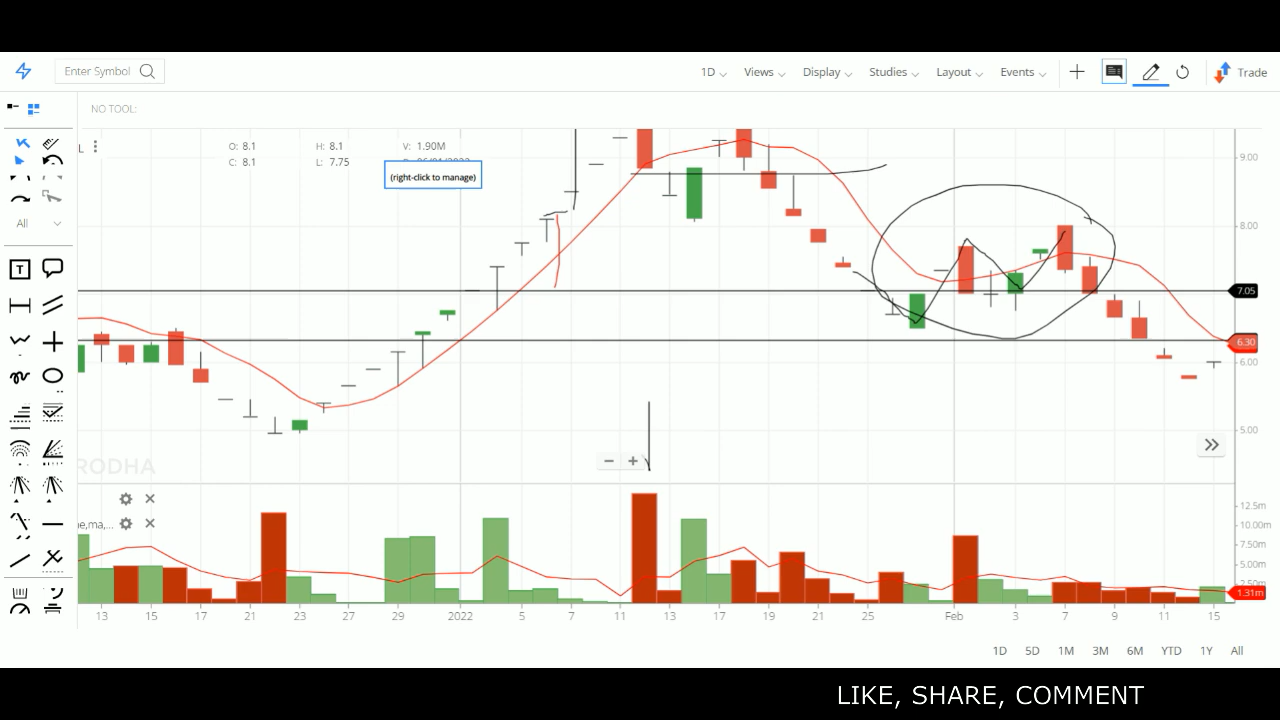 Enter Symbol
1D Views Display Studies Layout Events Trade
NO TOOL:
L O: 8.1 H: 8.1 V: 1.90M
C: 8.1 L: 7.75
(right-click to manage)
All
T
9.00
8.00
7.05
6.30
6.00
5.00
RODHA
12.5m
e,ma,...
10.00m
7.50m
5.00m
2.50m
1.31m
13 15 17 21 23 27 29 2022 5 7 11 13 17 19 21 25 Feb 3 7 9 11 15
1D 5D 1M 3M 6M YTD 1Y All
LIKE, SHARE, COMMENT